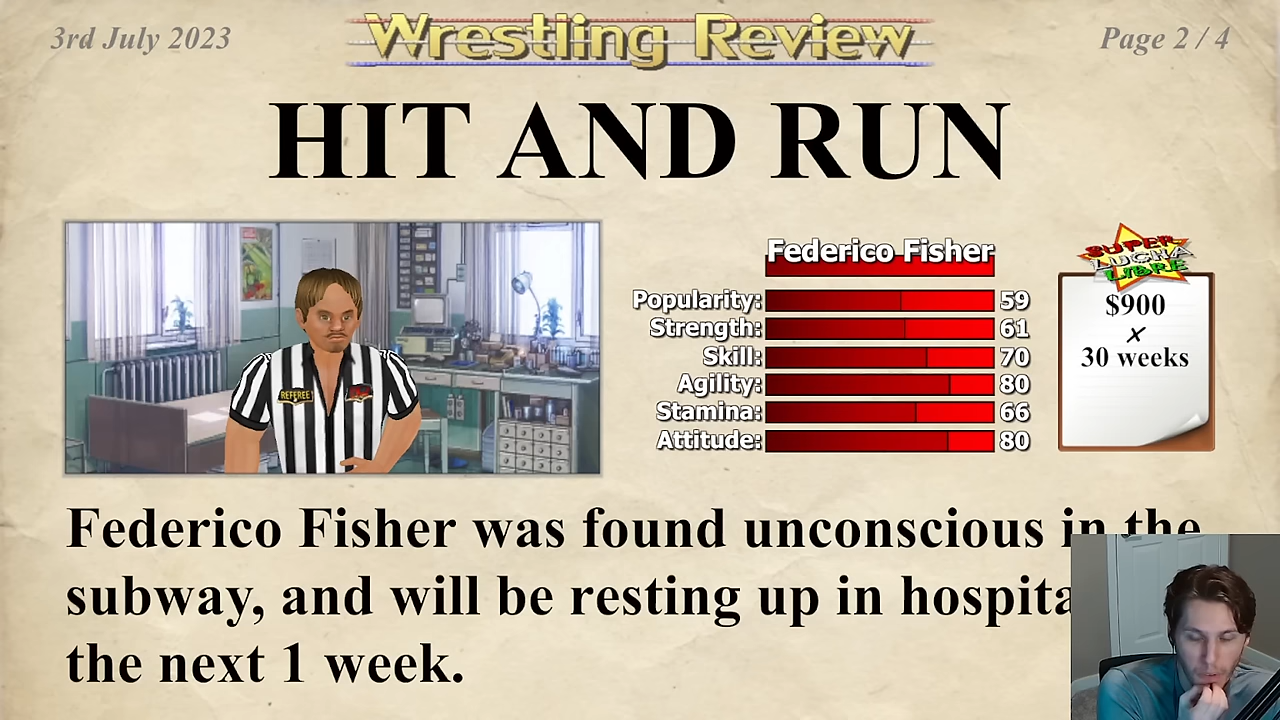 3rd July 2023
Wrestling Review
Page 2 / 4
HIT AND RUN
Federico Fisher
Popularity: 59
Strength: 61
Skill: 70
Agility: 80
Stamina: 66
Attitude: 80
SUPER
LUCHA
LIBRE
$900
×
30 weeks
REFEREE
Federico Fisher was found unconscious in the
subway, and will be resting up in hospita
the next 1 week.